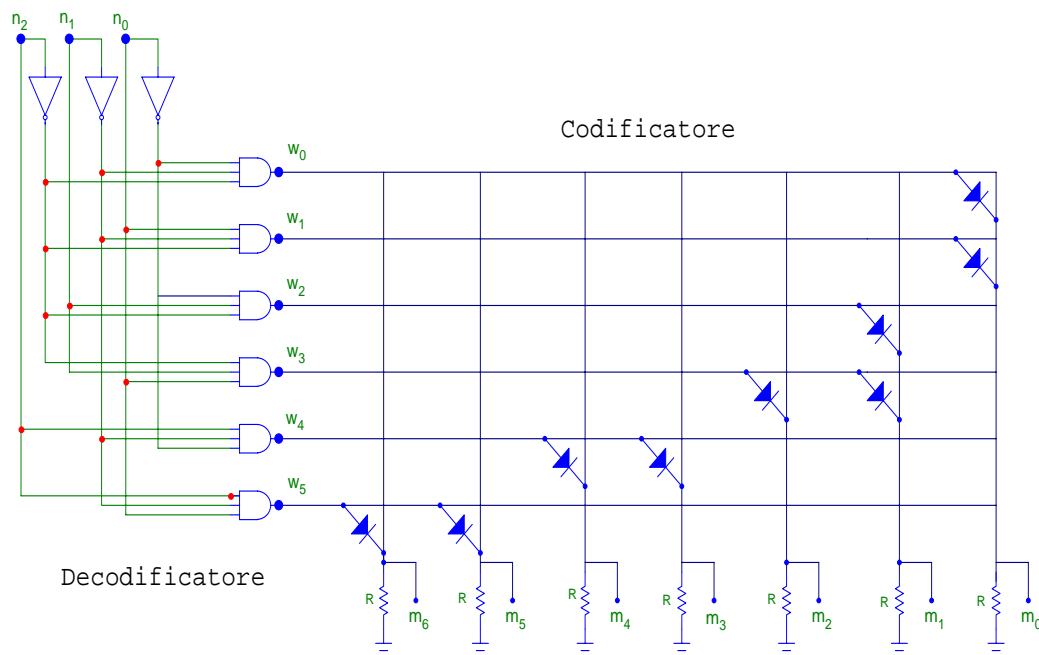 n2 n1 n0
Codificatore
w0
w1
w2
w3
w4
w5
Decodificatore
R R R R R R R
m6 m5 m4 m3 m2 m1 m0